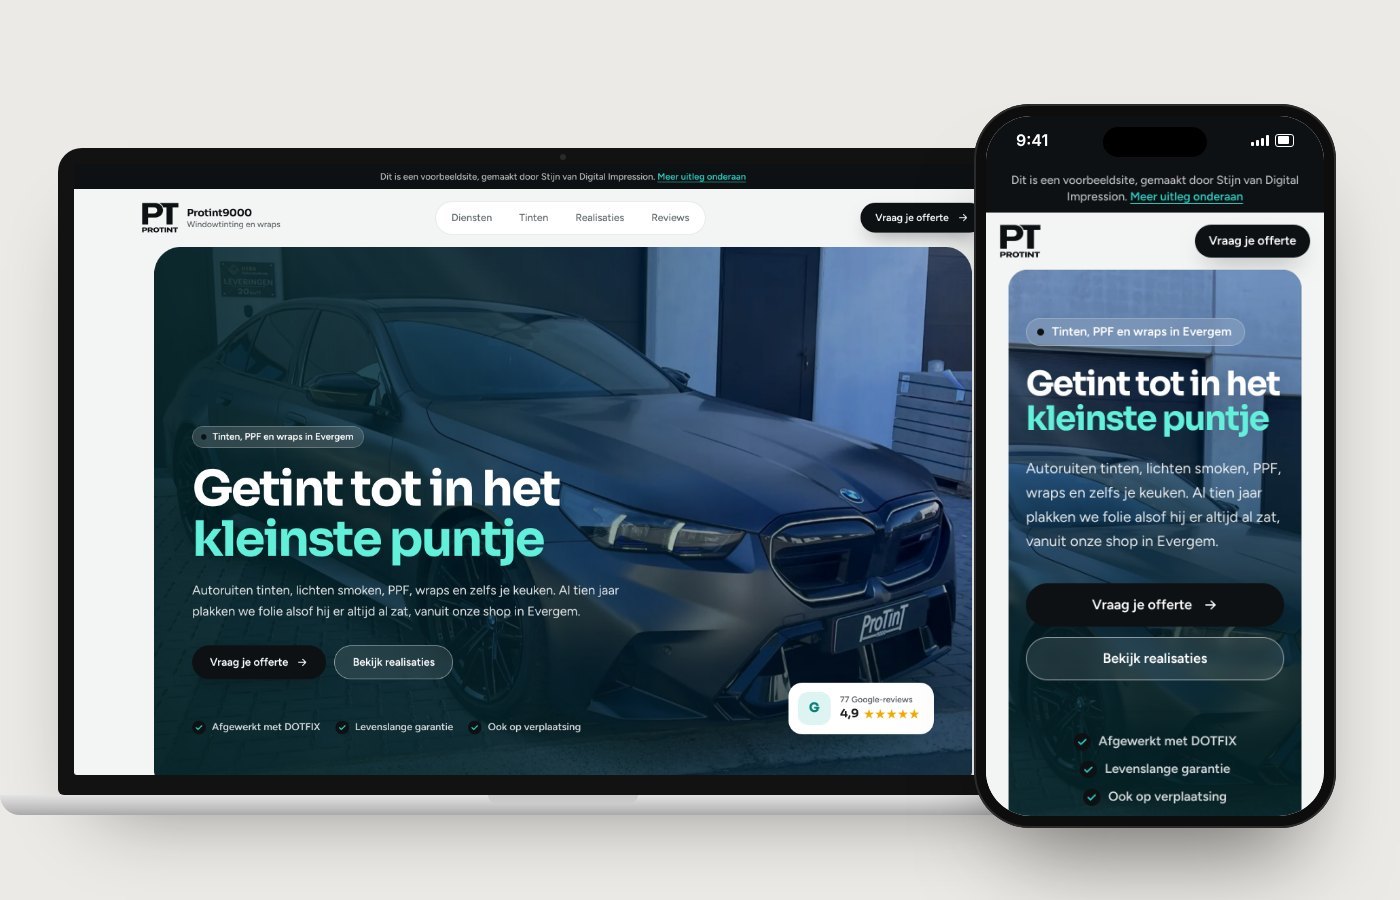 Dit is een voorbeeldsite, gemaakt door Stijn van Digital Impression. Meer uitleg onderaan
PT
PROTINT
Protint9000
Windowtinting en wraps
Diensten
Tinten
Realisaties
Reviews
Vraag je offerte →
LEVERINGEN
Tinten, PPF en wraps in Evergem
Getint tot in het
kleinste puntje
Autoruiten tinten, lichten smoken, PPF, wraps en zelfs je keuken. Al tien jaar
plakken we folie alsof hij er altijd al zat, vanuit onze shop in Evergem.
Vraag je offerte →
Bekijk realisaties
Afgewerkt met DOTFIX
Levenslange garantie
Ook op verplaatsing
ProTinT
G
77 Google-reviews
4,9 ★★★★★
9:41
Dit is een voorbeeldsite, gemaakt door Stijn van Digital
Impression. Meer uitleg onderaan
PT
PROTINT
Vraag je offerte
Tinten, PPF en wraps in Evergem
Getint tot in het
kleinste puntje
Autoruiten tinten, lichten smoken, PPF,
wraps en zelfs je keuken. Al tien jaar
plakken we folie alsof hij er altijd al zat,
vanuit onze shop in Evergem.
Vraag je offerte →
Bekijk realisaties
Afgewerkt met DOTFIX
Levenslange garantie
Ook op verplaatsing